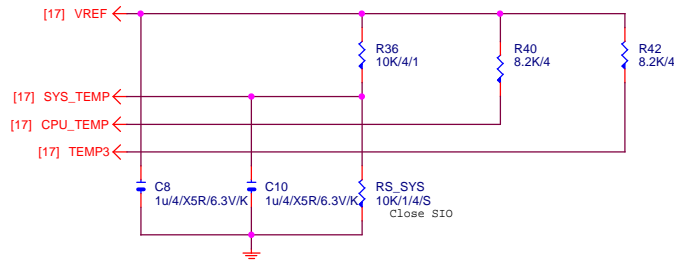 [17] VREF
R36
10K/4/1
R40
8.2K/4
R42
8.2K/4
[17] SYS_TEMP
[17] CPU_TEMP
[17] TEMP3
C8
1u/4/X5R/6.3V/K
C10
1u/4/X5R/6.3V/K
RS_SYS
10K/1/4/S
Close SIO